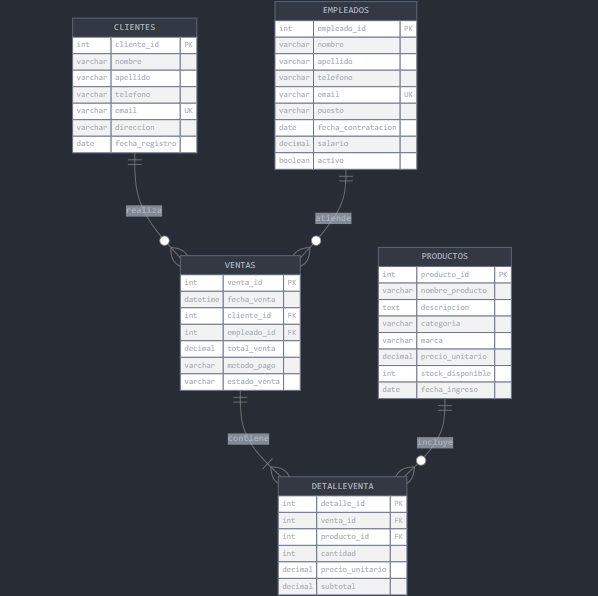 CLIENTES
int cliente_id PK
varchar nombre
varchar apellido
varchar telefono
varchar email UK
varchar direccion
date fecha_registro
EMPLEADOS
int empleado_id PK
varchar nombre
varchar apellido
varchar telefono
varchar email UK
varchar puesto
date fecha_contratacion
decimal salario
boolean activo
realiza
atiende
VENTAS
int venta_id PK
datetime fecha_venta
int cliente_id FK
int empleado_id FK
decimal total_venta
varchar metodo_pago
varchar estado_venta
PRODUCTOS
int producto_id PK
varchar nombre_producto
text descripcion
varchar categoria
varchar marca
decimal precio_unitario
int stock_disponible
date fecha_ingreso
contiene
incluye
DETALLEVENTA
int detalle_id PK
int venta_id FK
int producto_id FK
int cantidad
decimal precio_unitario
decimal subtotal